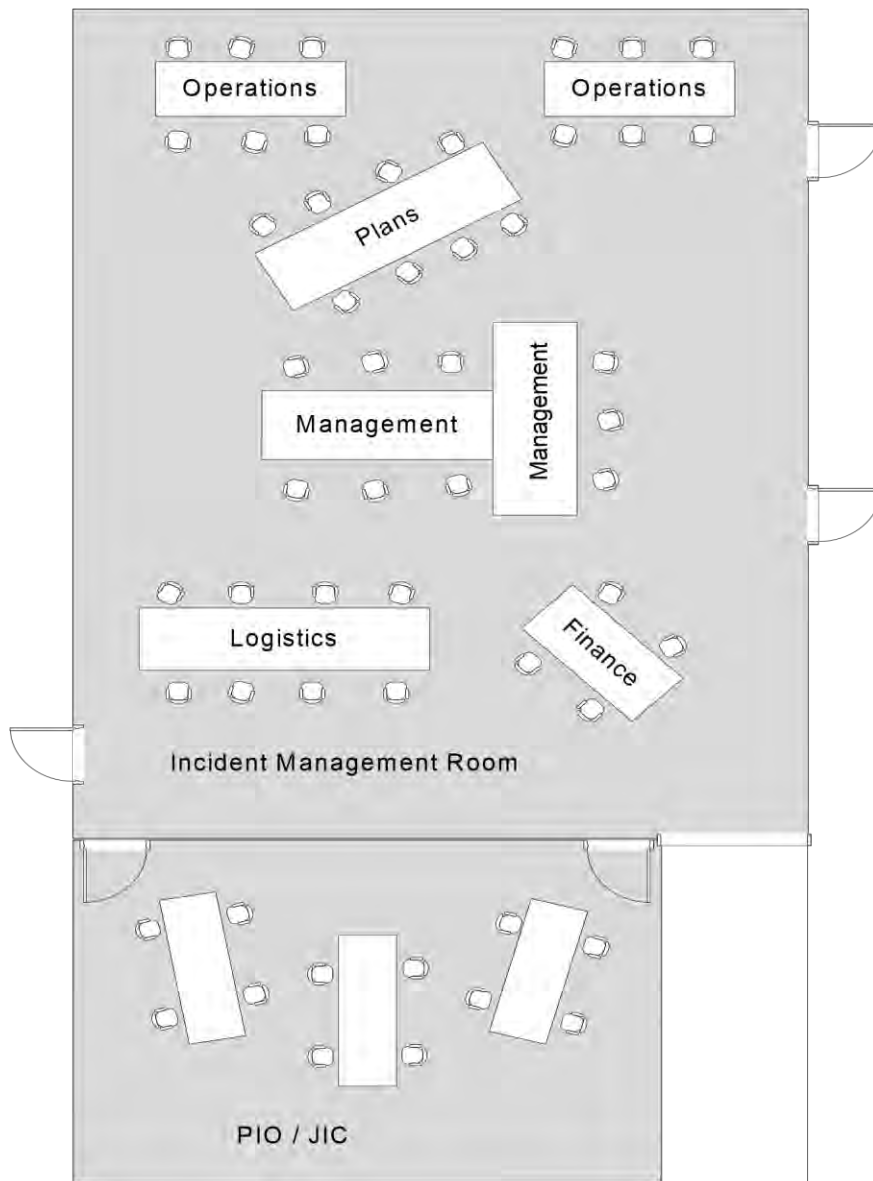 Operations
Operations
Plans
Management
Management
Logistics
Finance
Incident Management Room
PIO / JIC